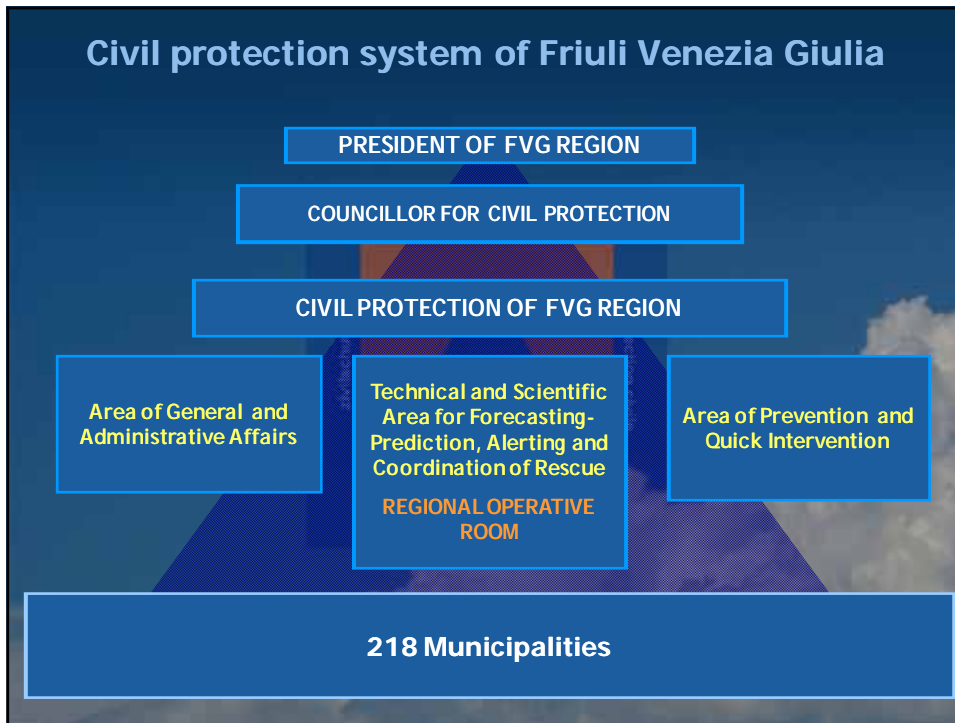 Civil protection system of Friuli Venezia Giulia
PRESIDENT OF FVG REGION
COUNCILLOR FOR CIVIL PROTECTION
CIVIL PROTECTION OF FVG REGION
Area of General and
Administrative Affairs
Technical and Scientific
Area for Forecasting-
Prediction, Alerting and
Coordination of Rescue
REGIONAL OPERATIVE
ROOM
Area of Prevention and
Quick Intervention
218 Municipalities